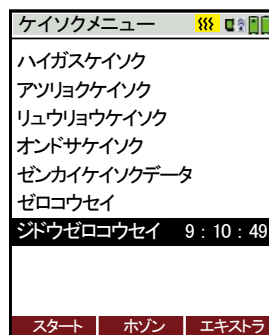 ケイソクメニュー
ハイガスケイソク
アツリョクケイソク
リュウリョウケイソク
オンドサケイソク
ゼンカイケイソクデータ
ゼロコウセイ
ジドウゼロコウセイ 9 : 10 : 49
スタート ホゾン エキストラ